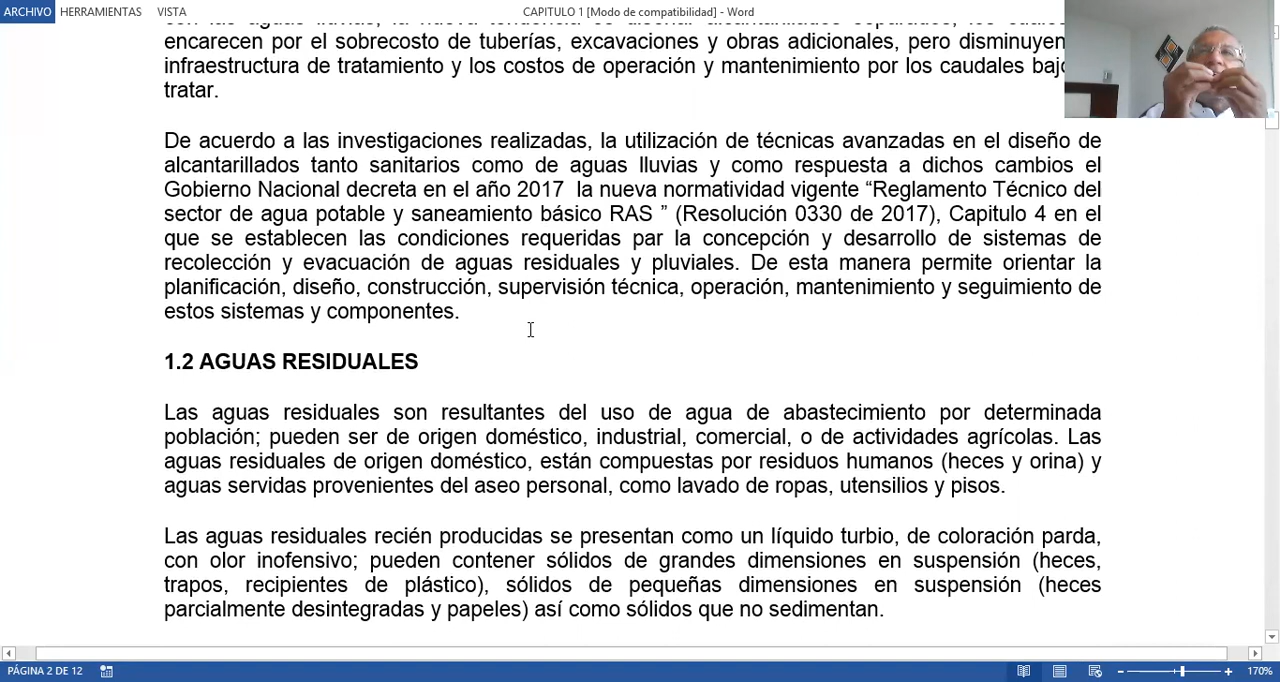 ARCHIVO HERRAMIENTAS VISTA CAPITULO 1 [Modo de compatibilidad] - Word
encarecen por el sobrecosto de tuberías, excavaciones y obras adicionales, pero disminuyen
infraestructura de tratamiento y los costos de operación y mantenimiento por los caudales
tratar.
De acuerdo a las investigaciones realizadas, la utilización de técnicas avanzadas en el diseño de
alcantarillados tanto sanitarios como de aguas lluvias y como respuesta a dichos cambios el
Gobierno Nacional decreta en el año 2017 la nueva normatividad vigente “Reglamento Técnico del
sector de agua potable y saneamiento básico RAS ” (Resolución 0330 de 2017), Capitulo 4 en el
que se establecen las condiciones requeridas par la concepción y desarrollo de sistemas de
recolección y evacuación de aguas residuales y pluviales. De esta manera permite orientar la
planificación, diseño, construcción, supervisión técnica, operación, mantenimiento y seguimiento de
estos sistemas y componentes.
1.2 AGUAS RESIDUALES
Las aguas residuales son resultantes del uso de agua de abastecimiento por determinada
población; pueden ser de origen doméstico, industrial, comercial, o de actividades agrícolas. Las
aguas residuales de origen doméstico, están compuestas por residuos humanos (heces y orina) y
aguas servidas provenientes del aseo personal, como lavado de ropas, utensilios y pisos.
Las aguas residuales recién producidas se presentan como un líquido turbio, de coloración parda,
con olor inofensivo; pueden contener sólidos de grandes dimensiones en suspensión (heces,
trapos, recipientes de plástico), sólidos de pequeñas dimensiones en suspensión (heces
parcialmente desintegradas y papeles) así como sólidos que no sedimentan.
PÁGINA 2 DE 12 170%